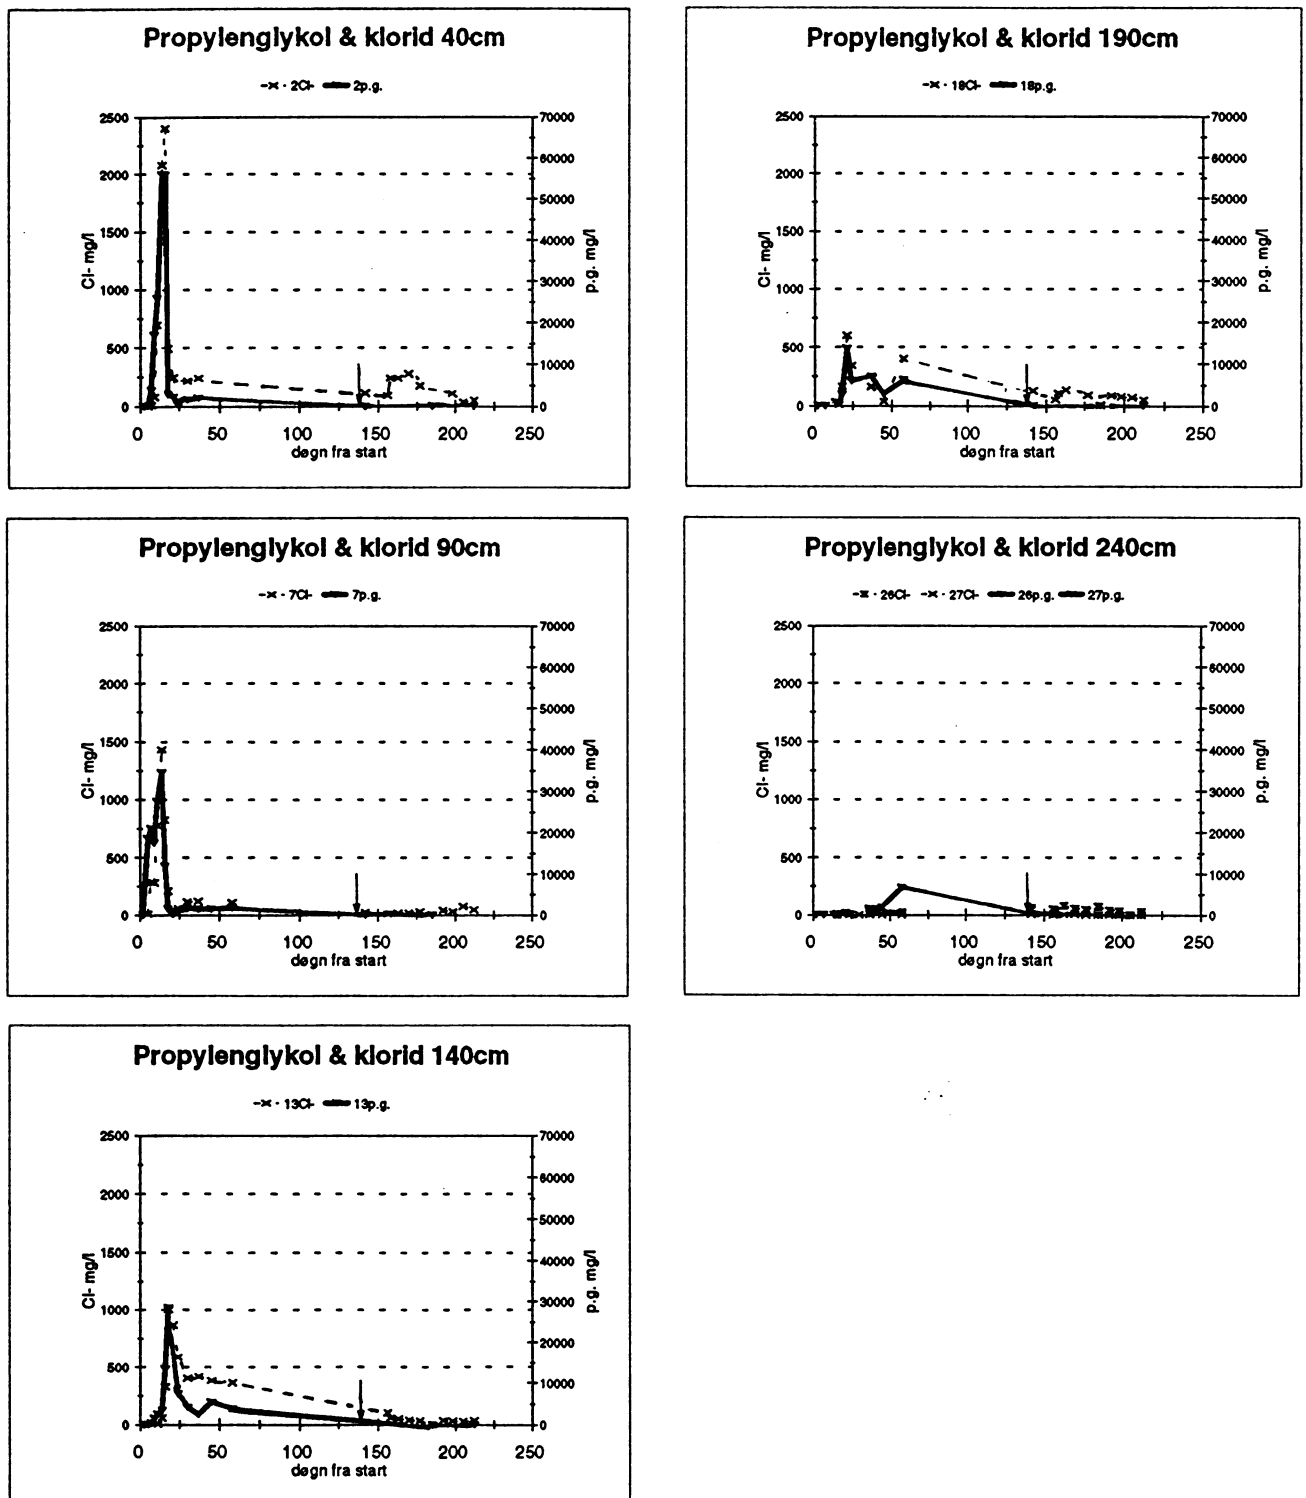 Propylenglykol & klorid 40cm
-×- 2Cl- 2p.g.
2500
2000
1500
1000
500
0
Cl- mg/l
70000
60000
50000
40000
30000
20000
10000
0
p.g. mg/l
0 50 100 150 200 250
døgn fra start
Propylenglykol & klorid 190cm
-×- 18Cl- 18p.g.
2500
2000
1500
1000
500
0
Cl- mg/l
70000
60000
50000
40000
30000
20000
10000
0
p.g. mg/l
0 50 100 150 200 250
døgn fra start
Propylenglykol & klorid 90cm
-×- 7Cl- 7p.g.
2500
2000
1500
1000
500
0
Cl- mg/l
70000
60000
50000
40000
30000
20000
10000
0
p.g. mg/l
0 50 100 150 200 250
døgn fra start
Propylenglykol & klorid 240cm
26Cl- -×- 27Cl- 26p.g. 27p.g.
2500
2000
1500
1000
500
0
Cl- mg/l
70000
60000
50000
40000
30000
20000
10000
0
p.g. mg/l
0 50 100 150 200 250
døgn fra start
Propylenglykol & klorid 140cm
-×- 13Cl- 13p.g.
2500
2000
1500
1000
500
0
Cl- mg/l
70000
60000
50000
40000
30000
20000
10000
0
p.g. mg/l
0 50 100 150 200 250
døgn fra start